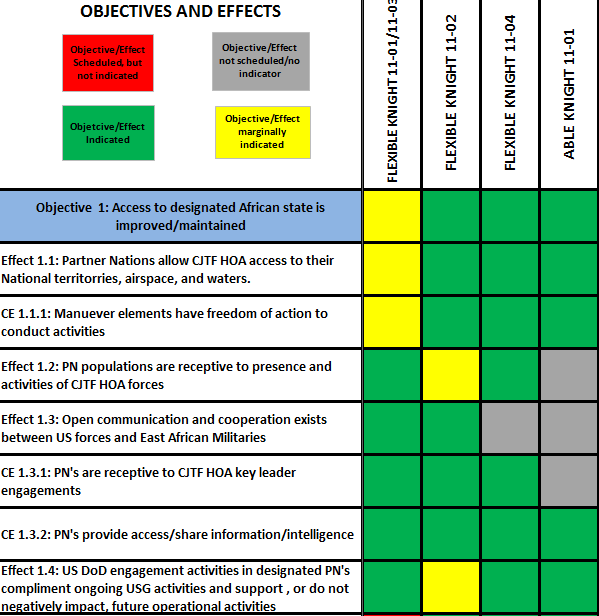 OBJECTIVES AND EFFECTS
Objective/Effect
Scheduled, but
not indicated
Objective/Effect
not scheduled/no
indicator
Objetcive/Effect
Indicated
Objective/Effect
marginally
indicated
FLEXIBLE KNIGHT 11-01/11-03
FLEXIBLE KNIGHT 11-02
FLEXIBLE KNIGHT 11-04
ABLE KNIGHT 11-01
Objective 1: Access to designated African state is
improved/maintained
Effect 1.1: Partner Nations allow CJTF HOA access to their
National territories, airspace, and waters.
CE 1.1.1: Manuever elements have freedom of action to
conduct activities
Effect 1.2: PN populations are receptive to presence and
activities of CJTF HOA forces
Effect 1.3: Open communication and cooperation exists
between US forces and East African Militaries
CE 1.3.1: PN's are receptive to CJTF HOA key leader
engagements
CE 1.3.2: PN's provide access/share information/intelligence
Effect 1.4: US DoD engagement activities in designated PN's
compliment ongoing USG activities and support , or do not
negatively impact, future operational activities